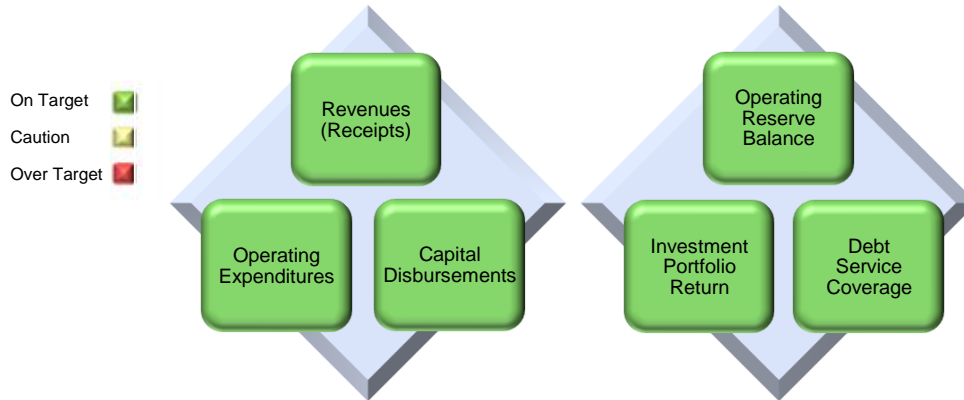 On Target
Caution
Over Target
Revenues
(Receipts)
Operating
Expenditures
Capital
Disbursements
Operating
Reserve
Balance
Investment
Portfolio
Return
Debt
Service
Coverage